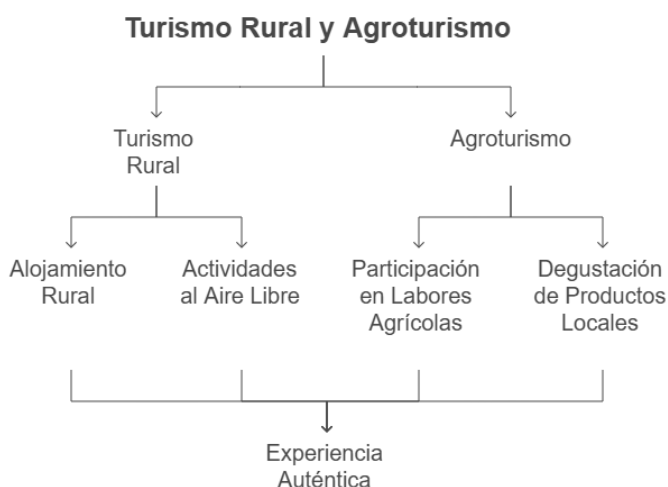 Turismo Rural y Agroturismo
Turismo
Rural
Agroturismo
Alojamiento
Rural
Actividades
al Aire Libre
Participación
en Labores
Agrícolas
Degustación
de Productos
Locales
Experiencia
Auténtica